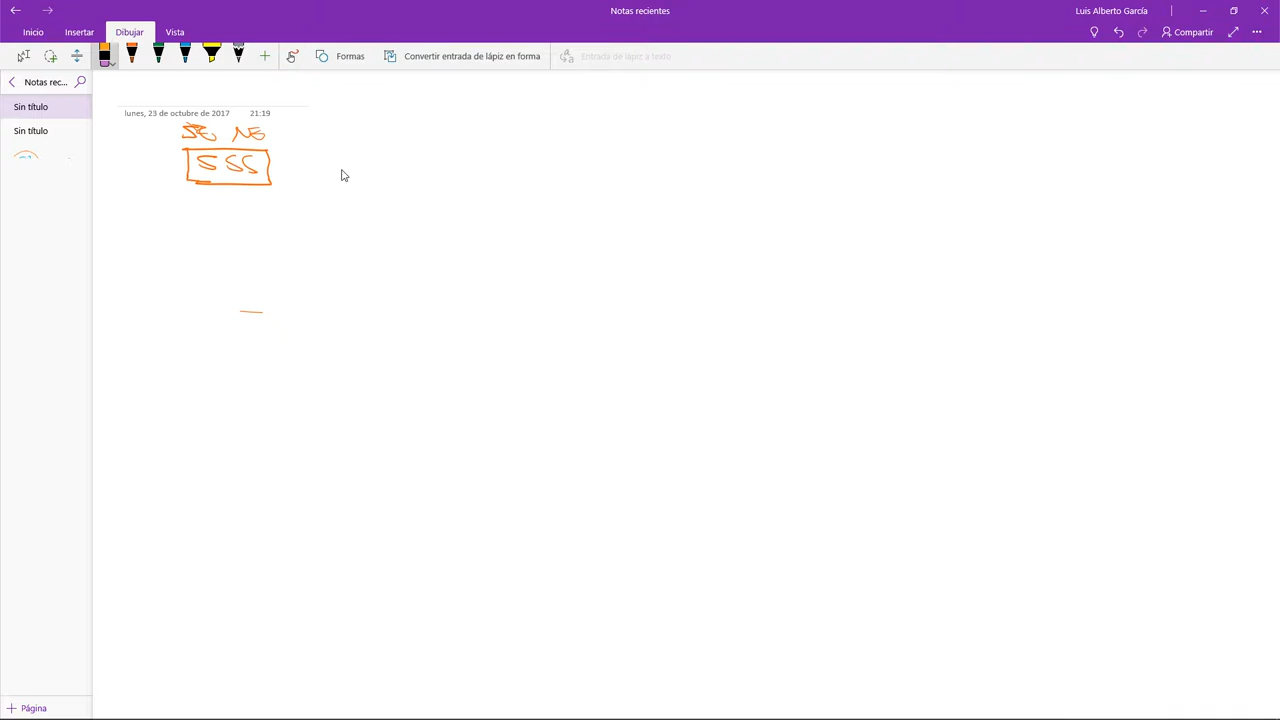 Notas recientes
Luis Alberto García
Inicio Insertar Dibujar Vista
Compartir
Formas Convertir entrada de lápiz en forma Entrada de lápiz a texto
Notas rec...
Sin título
Sin título
lunes, 23 de octubre de 2017 21:19
555
Página